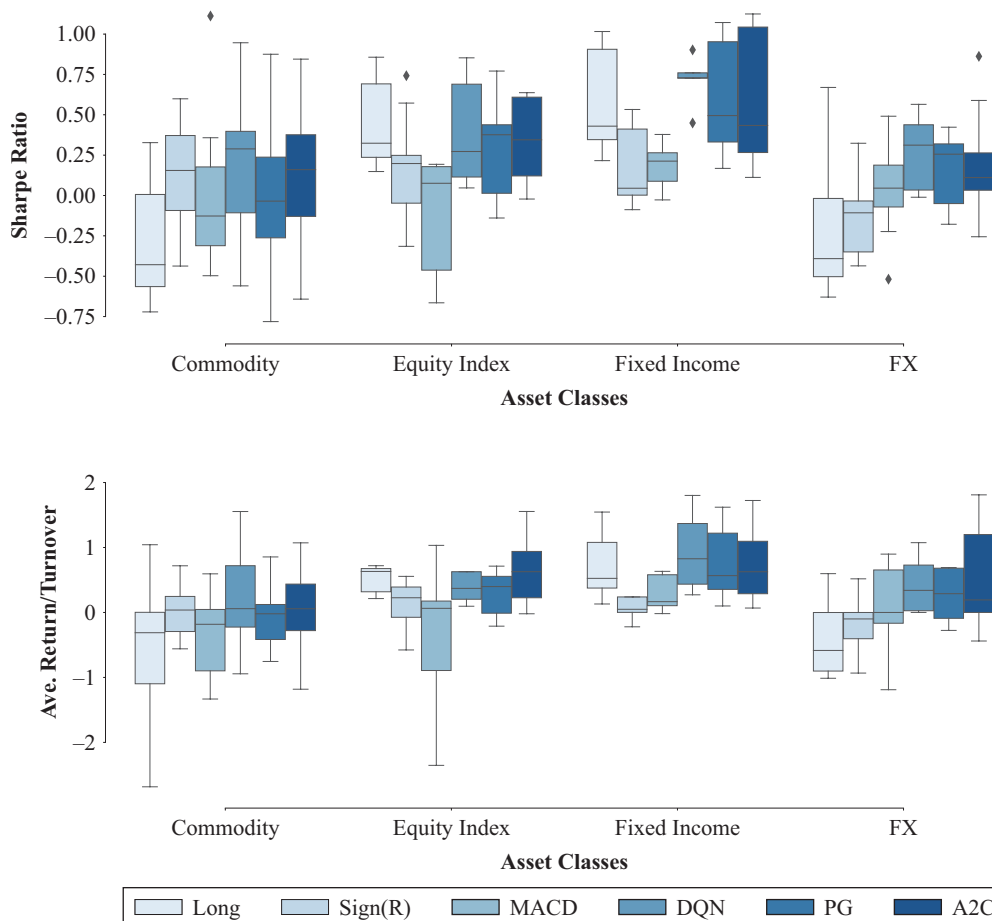 1.00
0.75
0.50
0.25
0.00
–0.25
–0.50
–0.75
Sharpe Ratio
Commodity Equity Index Fixed Income FX
Asset Classes
2
1
0
–1
–2
Ave. Return/Turnover
Commodity Equity Index Fixed Income FX
Asset Classes
Long Sign(R) MACD DQN PG A2C